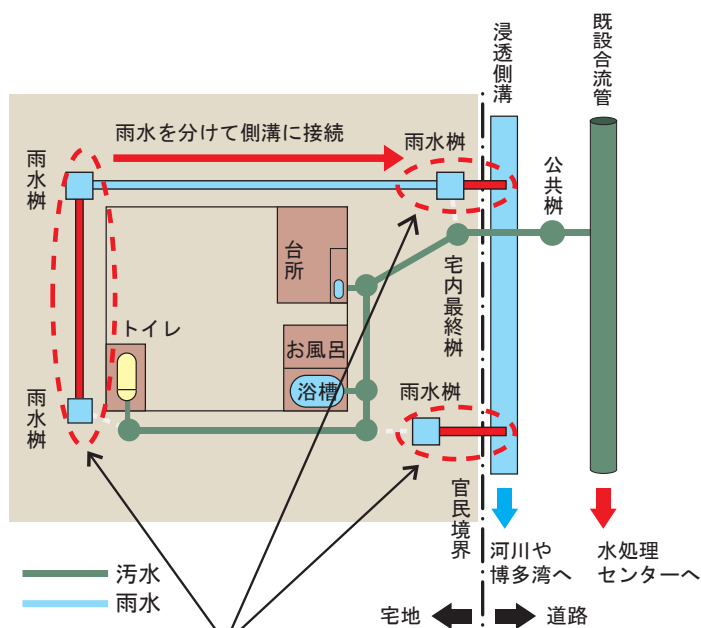 浸透側溝
既設合流管
雨水を分けて側溝に接続
雨水桝
雨水桝
公共桝
台所
宅内最終桝
トイレ
お風呂
浴槽
雨水桝
雨水桝
官民境界
汚水
雨水
河川や
博多湾へ
水処理
センターへ
宅地
道路